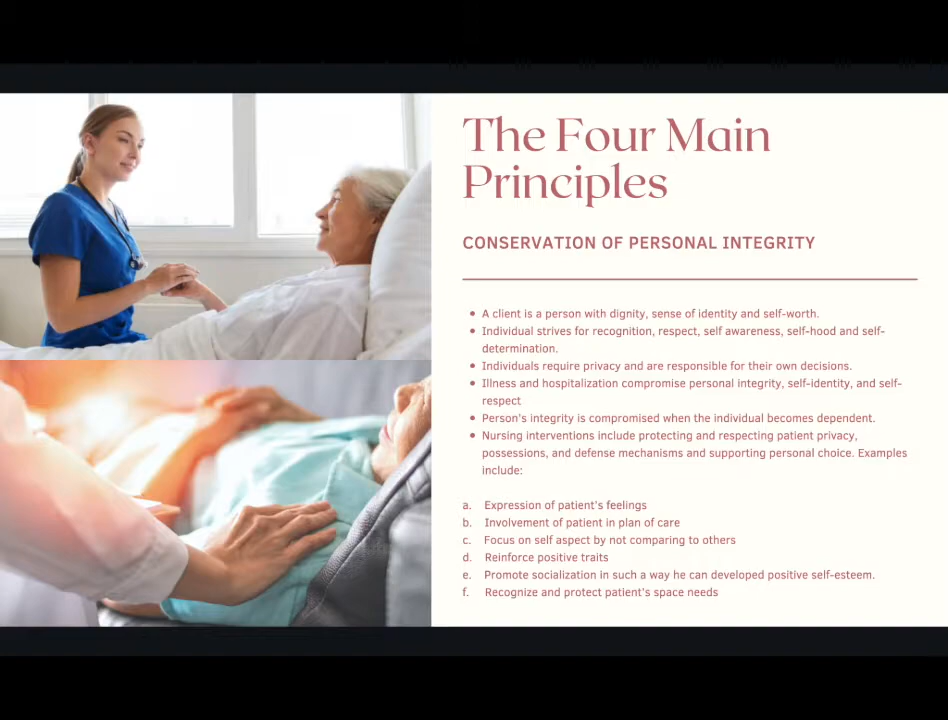 The Four Main
Principles
CONSERVATION OF PERSONAL INTEGRITY
• A client is a person with dignity, sense of identity and self-worth.
• Individual strives for recognition, respect, self awareness, self-hood and self-
determination.
• Individuals require privacy and are responsible for their own decisions.
• Illness and hospitalization compromise personal integrity, self-identity, and self-
respect
• Person's integrity is compromised when the individual becomes dependent.
• Nursing interventions include protecting and respecting patient privacy,
possessions, and defense mechanisms and supporting personal choice. Examples
include:
a. Expression of patient's feelings
b. Involvement of patient in plan of care
c. Focus on self aspect by not comparing to others
d. Reinforce positive traits
e. Promote socialization in such a way he can developed positive self-esteem.
f. Recognize and protect patient's space needs